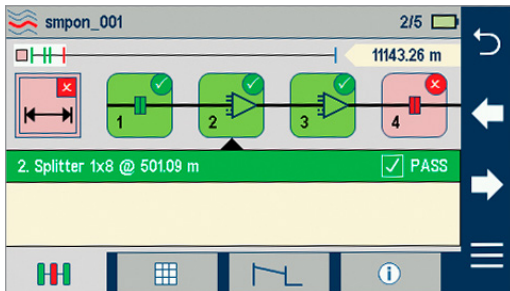 smpon_001
2/5
11143.26 m
1
2
3
4
2. Splitter 1x8 @ 501.09 m
PASS
i